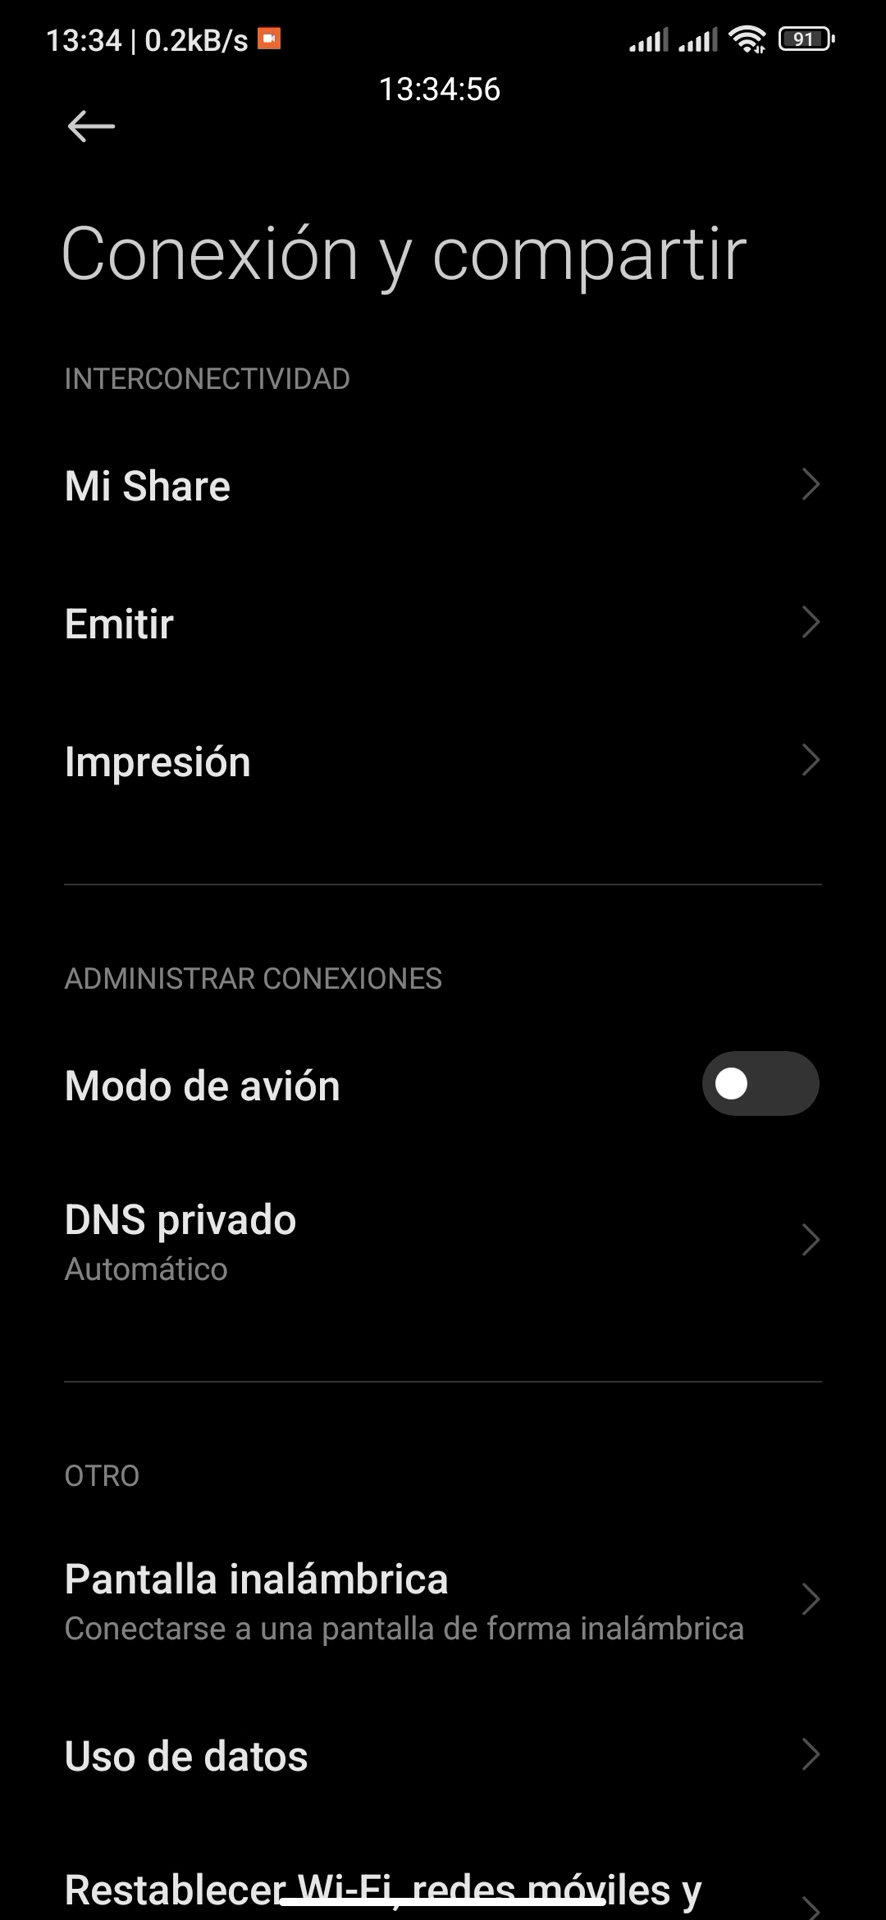 13:34 | 0.2kB/s
91
13:34:56
Conexión y compartir
INTERCONECTIVIDAD
Mi Share
Emitir
Impresión
ADMINISTRAR CONEXIONES
Modo de avión
DNS privado
Automático
OTRO
Pantalla inalámbrica
Conectarse a una pantalla de forma inalámbrica
Uso de datos
Restablecer Wi-Fi, redes móviles y